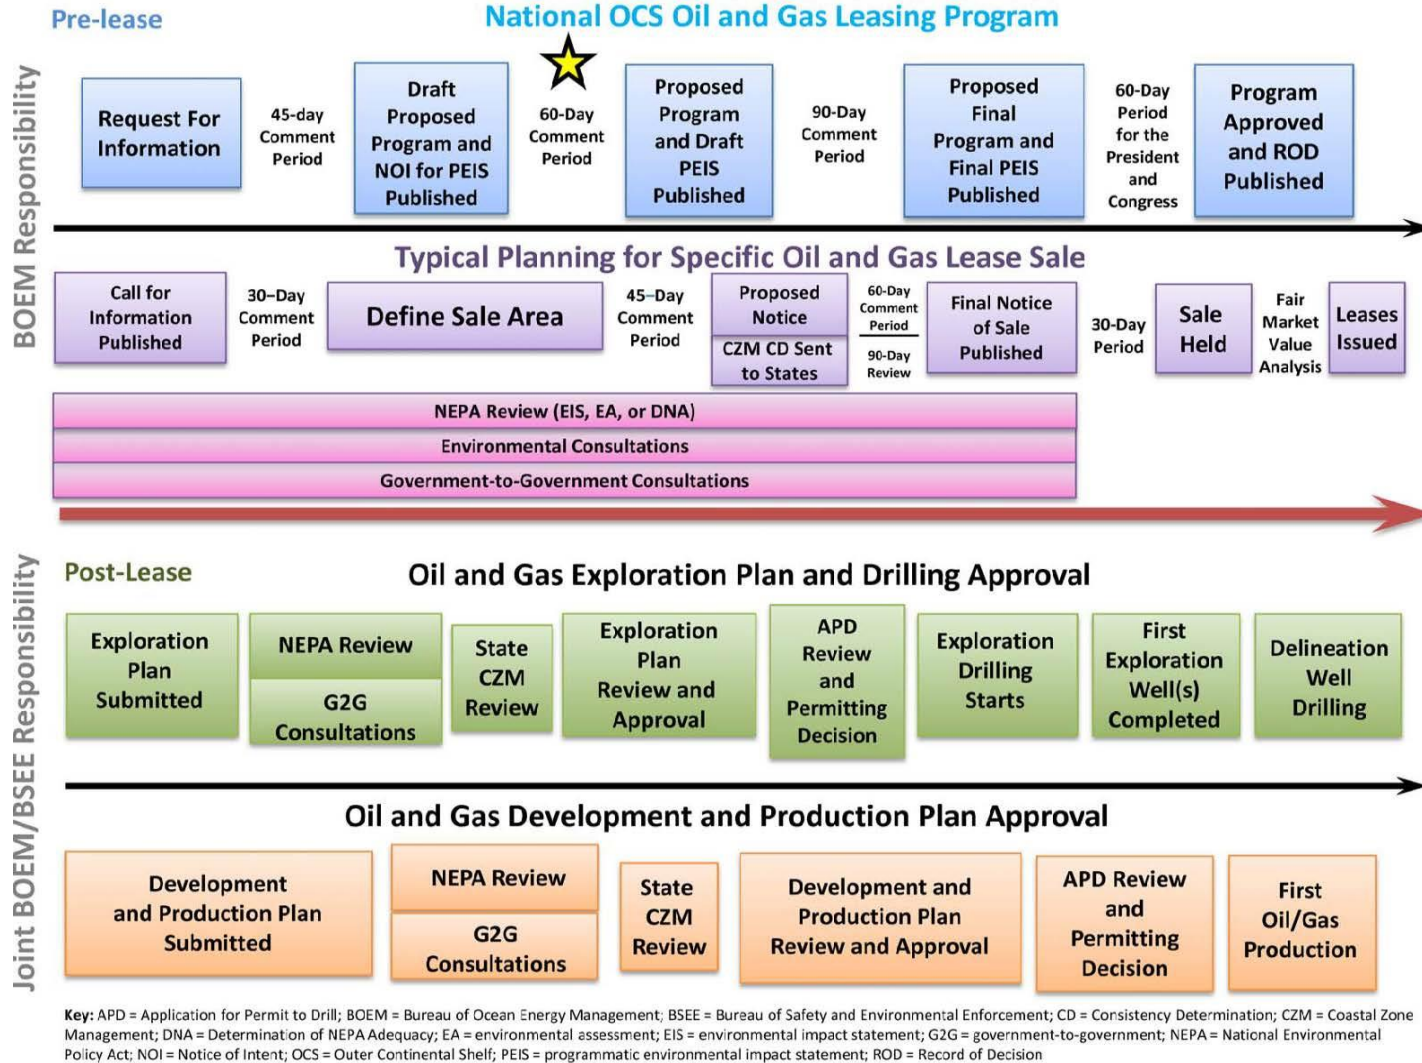 Pre-lease
National OCS Oil and Gas Leasing Program
BOEM Responsibility
Request For
Information
45-day
Comment
Period
Draft
Proposed
Program and
NOI for PEIS
Published
60-Day
Comment
Period
Proposed
Program
and Draft
PEIS
Published
90-Day
Comment
Period
Proposed
Final
Program and
Final PEIS
Published
60-Day
Period
for the
President
and
Congress
Program
Approved
and ROD
Published
Typical Planning for Specific Oil and Gas Lease Sale
Call for
Information
Published
30–Day
Comment
Period
Define Sale Area
45–Day
Comment
Period
Proposed
Notice
CZM CD Sent
to States
60-Day
Comment
Period
90-Day
Review
Final Notice
of Sale
Published
30-Day
Period
Sale
Held
Fair
Market
Value
Analysis
Leases
Issued
NEPA Review (EIS, EA, or DNA)
Environmental Consultations
Government-to-Government Consultations
Joint BOEM/BSEE Responsibility
Post-Lease
Oil and Gas Exploration Plan and Drilling Approval
Exploration
Plan
Submitted
NEPA Review
G2G
Consultations
State
CZM
Review
Exploration
Plan
Review and
Approval
APD
Review
and
Permitting
Decision
Exploration
Drilling
Starts
First
Exploration
Well(s)
Completed
Delineation
Well
Drilling
Oil and Gas Development and Production Plan Approval
Development
and Production Plan
Submitted
NEPA Review
G2G
Consultations
State
CZM
Review
Development and
Production Plan
Review and Approval
APD Review
and
Permitting
Decision
First
Oil/Gas
Production
Key: APD = Application for Permit to Drill; BOEM = Bureau of Ocean Energy Management; BSEE = Bureau of Safety and Environmental Enforcement; CD = Consistency Determination; CZM = Coastal Zone
Management; DNA = Determination of NEPA Adequacy; EA = environmental assessment; EIS = environmental impact statement; G2G = government-to-government; NEPA = National Environmental
Policy Act; NOI = Notice of Intent; OCS = Outer Continental Shelf; PEIS = programmatic environmental impact statement; ROD = Record of Decision